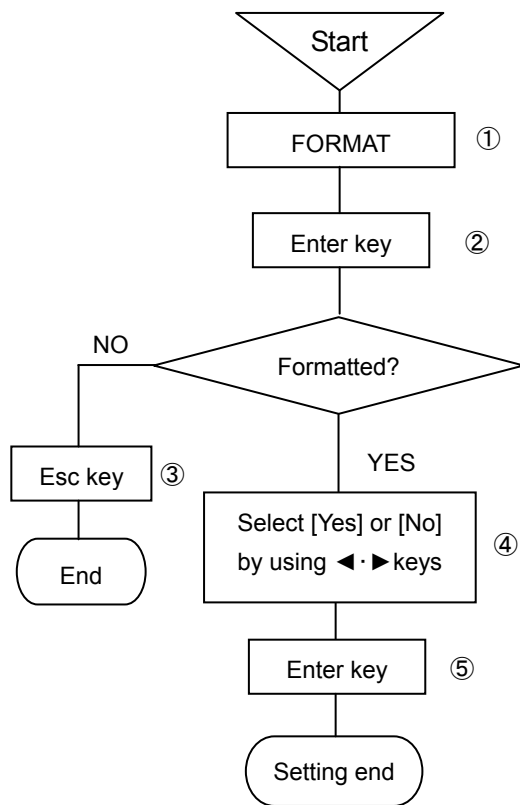 Start
FORMAT ①
Enter key ②
Formatted?
NO
YES
Esc key ③
End
Select [Yes] or [No]
by using ◄・► keys ④
Enter key ⑤
Setting end